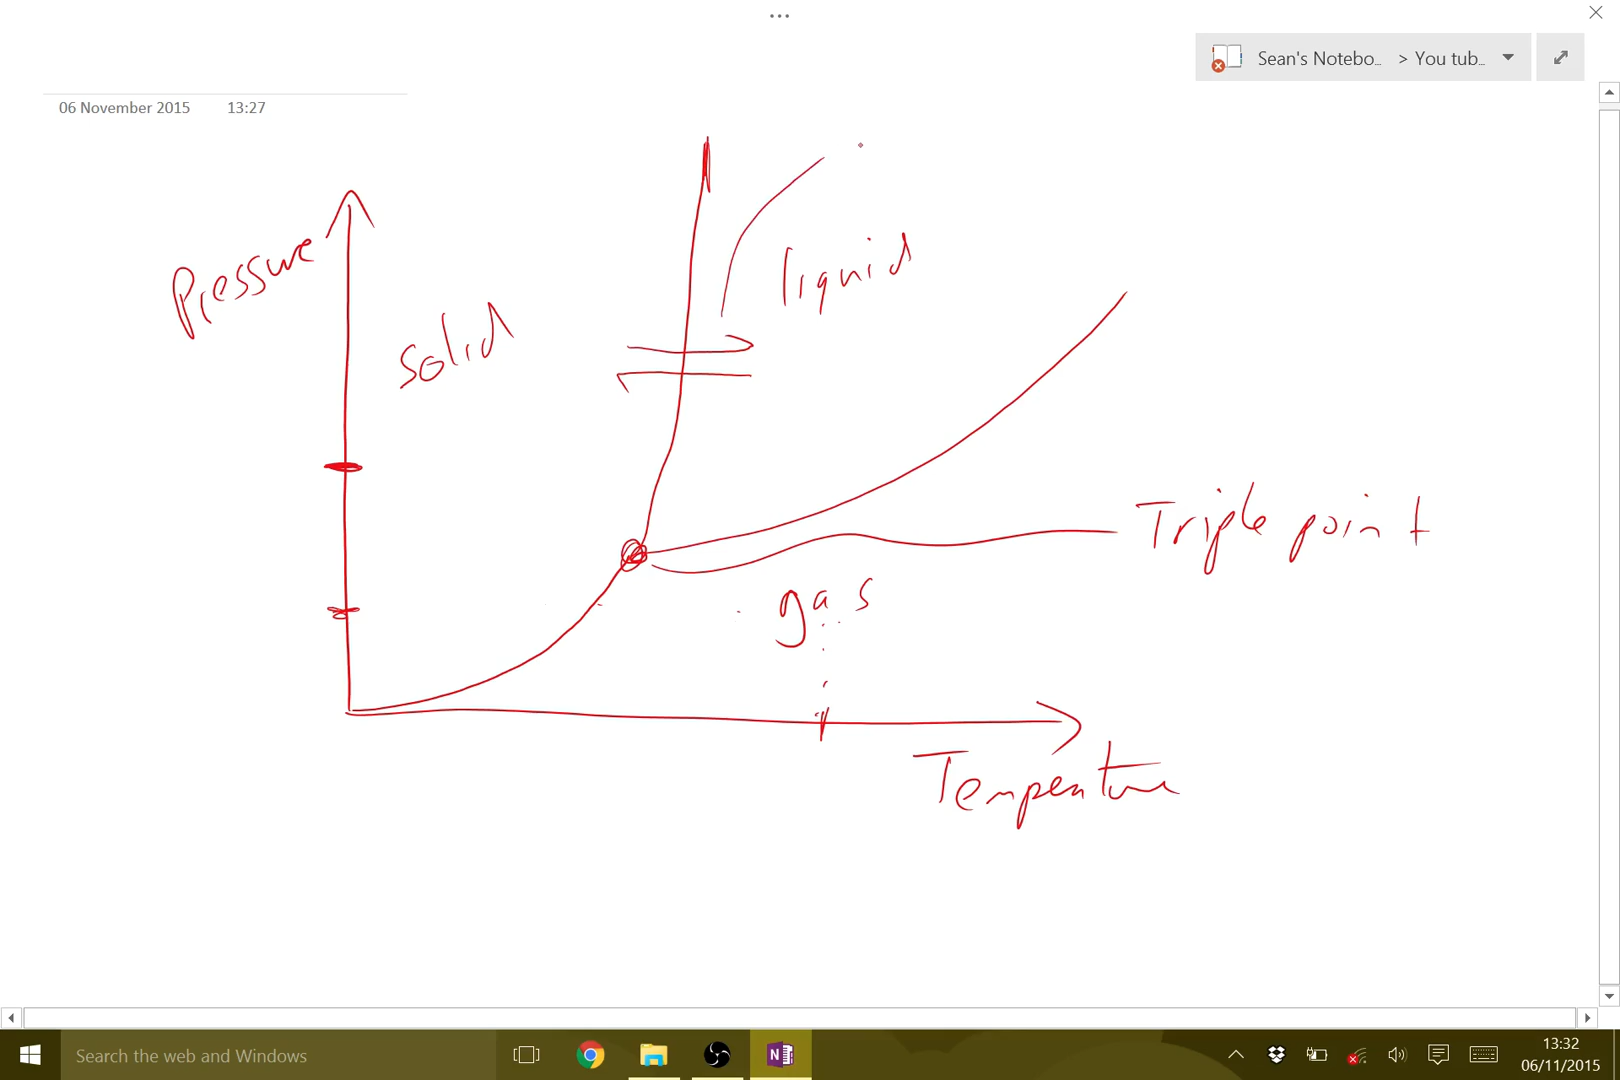 Sean's Notebo... > You tub...
06 November 2015 13:27
Pressure
solid
liquid
Triple point
gas
Tempeature
Search the web and Windows
13:32
06/11/2015